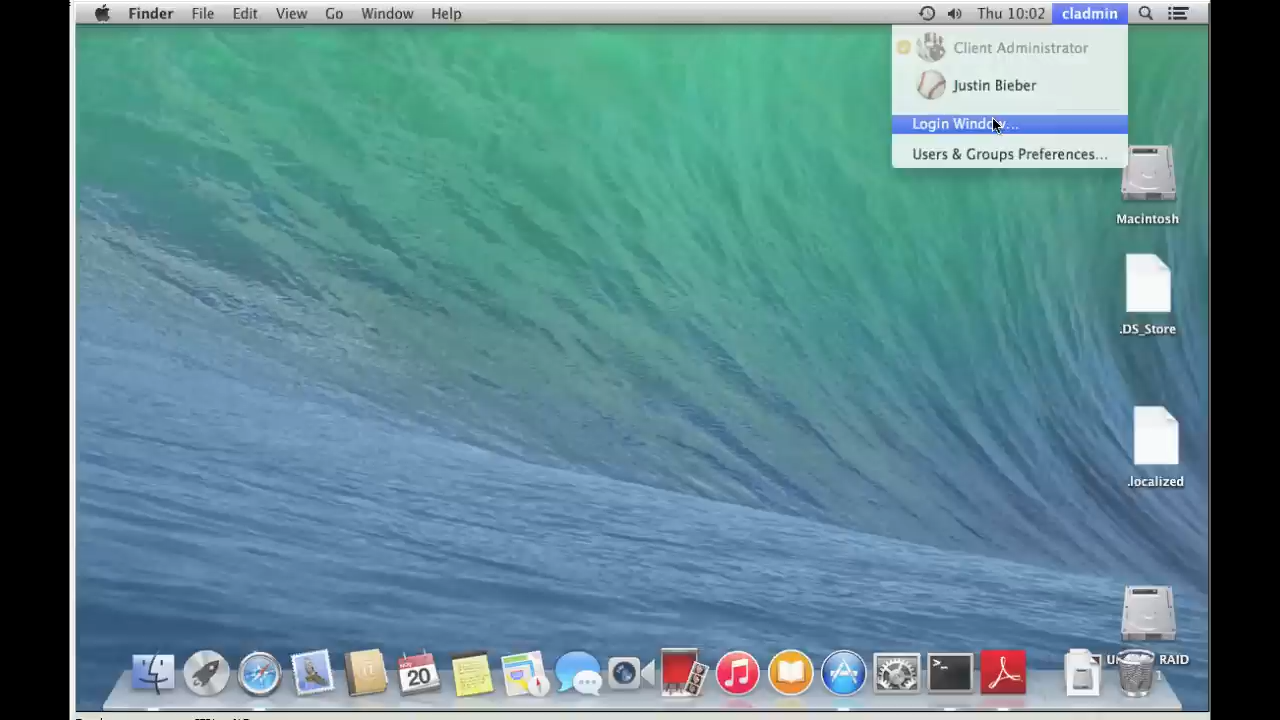 Finder File Edit View Go Window Help Thu 10:02 cladmin
Client Administrator
Justin Bieber
Login Window...
Users & Groups Preferences...
Macintosh
.DS_Store
.localized
RAID
20